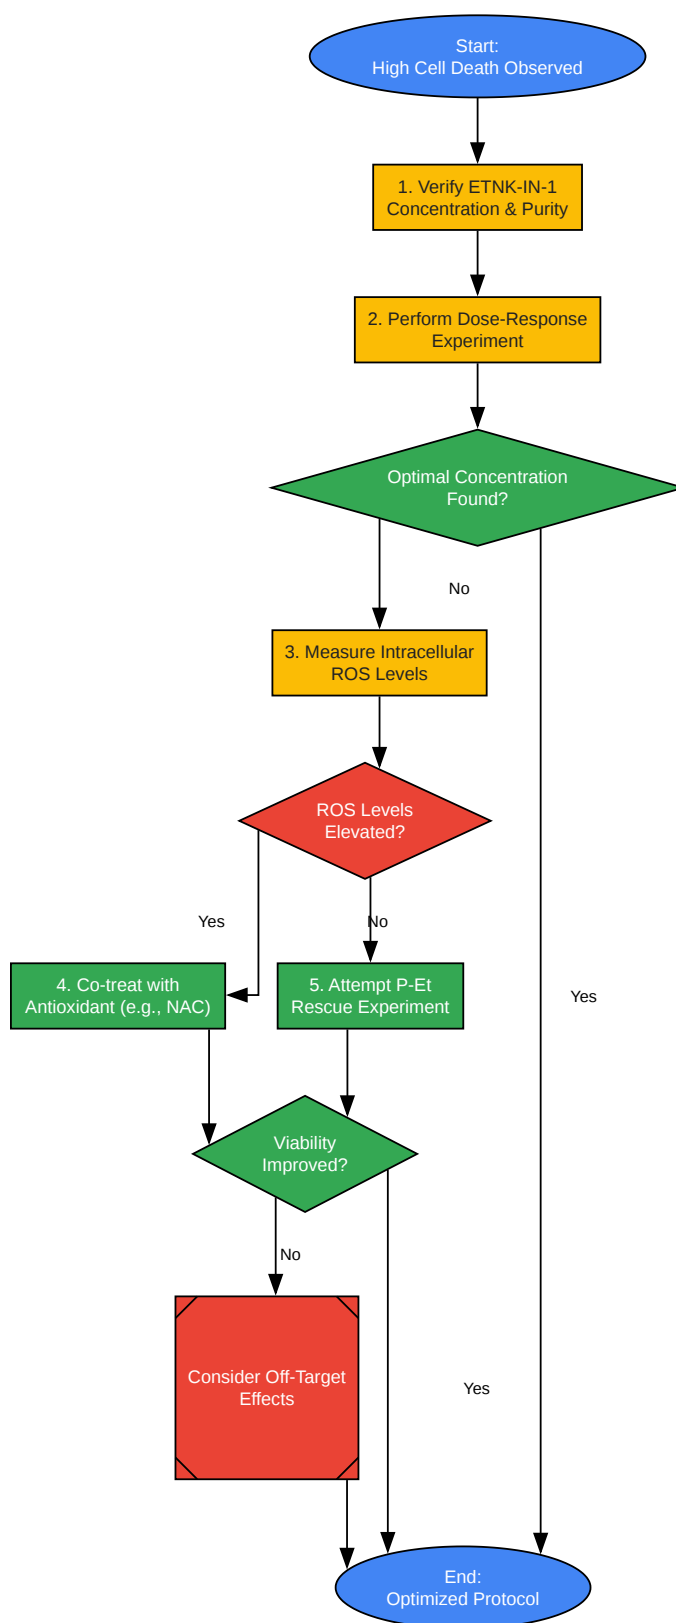 Start:
High Cell Death Observed
1. Verify ETNK-IN-1
Concentration & Purity
2. Perform Dose-Response
Experiment
Optimal Concentration
Found?
No
3. Measure Intracellular
ROS Levels
ROS Levels
Elevated?
Yes
No
4. Co-treat with
Antioxidant (e.g., NAC)
5. Attempt P-Et
Rescue Experiment
Yes
Viability
Improved?
No
Consider Off-Target
Effects
Yes
End:
Optimized Protocol